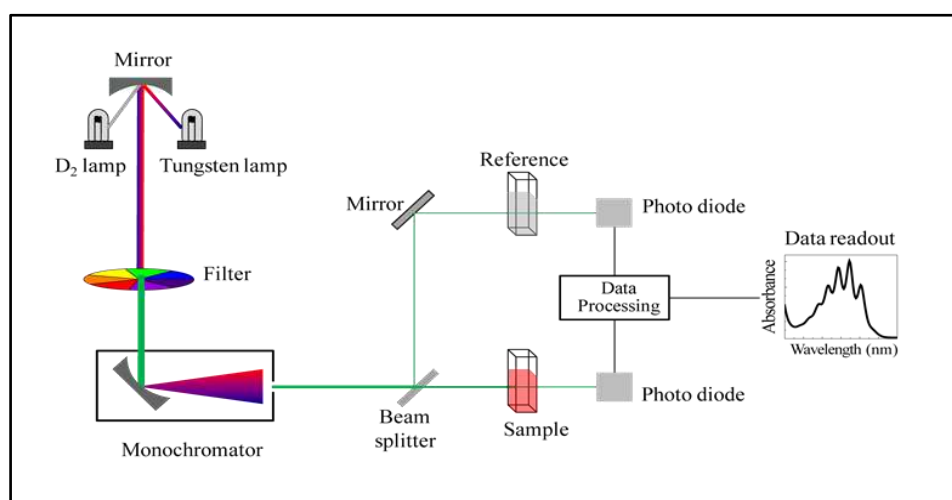 Mirror
D₂ lamp
Tungsten lamp
Filter
Monochromator
Mirror
Reference
Photo diode
Data
Processing
Data readout
Absorbance
Wavelength (nm)
Beam
splitter
Sample
Photo diode